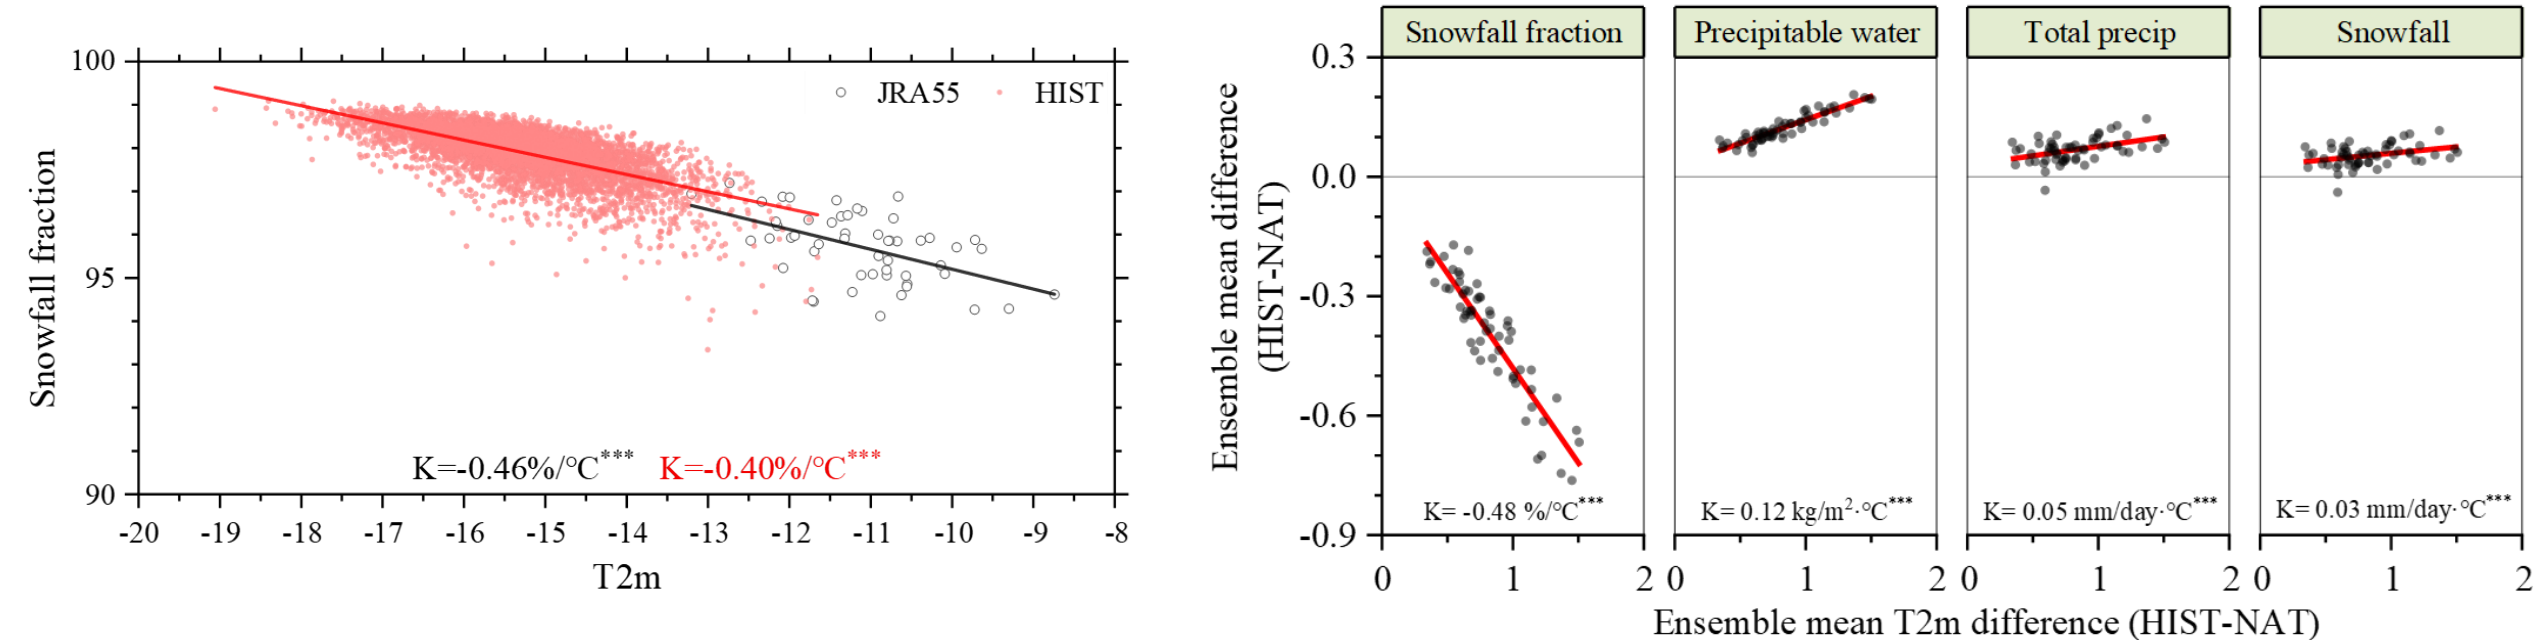 Snowfall fraction
100
95
90
JRA55
HIST
K=-0.46%/°C***
K=-0.40%/°C***
-20 -19 -18 -17 -16 -15 -14 -13 -12 -11 -10 -9 -8
T2m
Ensemble mean difference
(HIST-NAT)
Snowfall fraction
Precipitable water
Total precip
Snowfall
0.3
0.0
-0.3
-0.6
-0.9
K= -0.48 %/°C***
K= 0.12 kg/m²·°C***
K= 0.05 mm/day·°C***
K= 0.03 mm/day·°C***
0 1 2 0 1 2 0 1 2 0 1 2
Ensemble mean T2m difference (HIST-NAT)